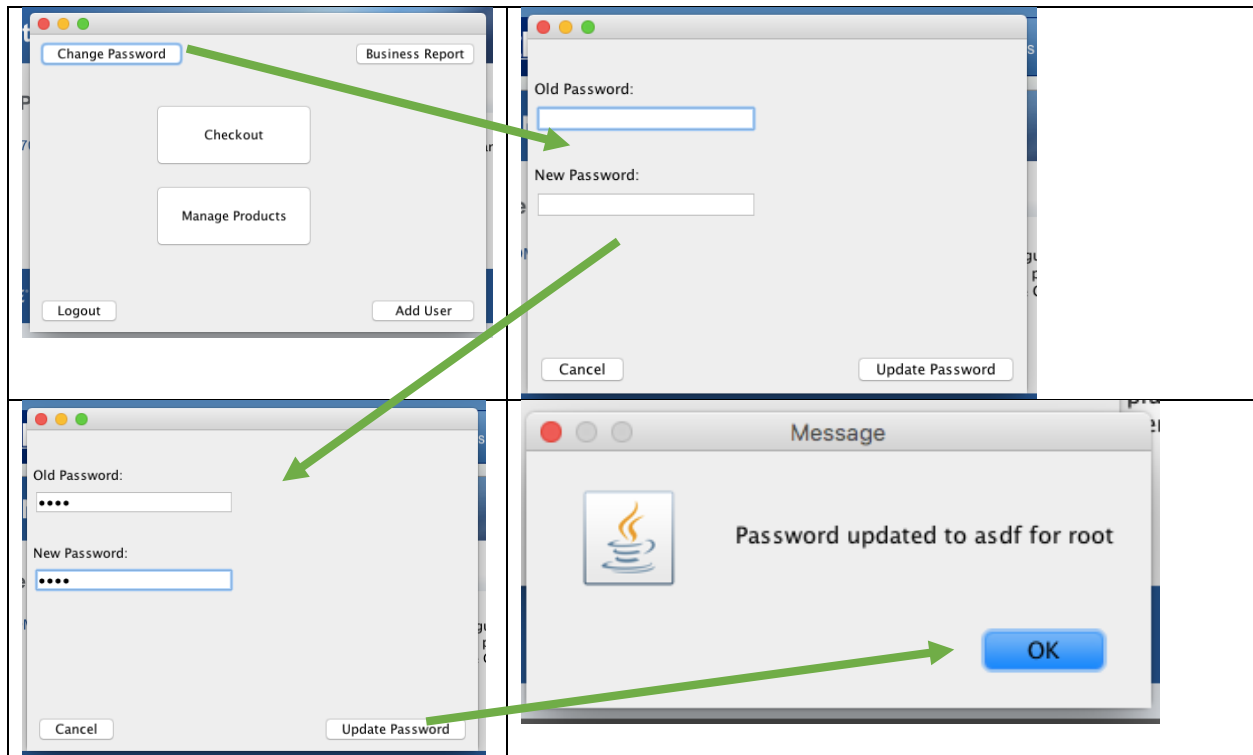 Change Password
Business Report
Checkout
Manage Products
Logout
Add User
Old Password:
New Password:
Cancel
Update Password
Old Password:
••••
New Password:
••••
Cancel
Update Password
Message
Password updated to asdf for root
OK